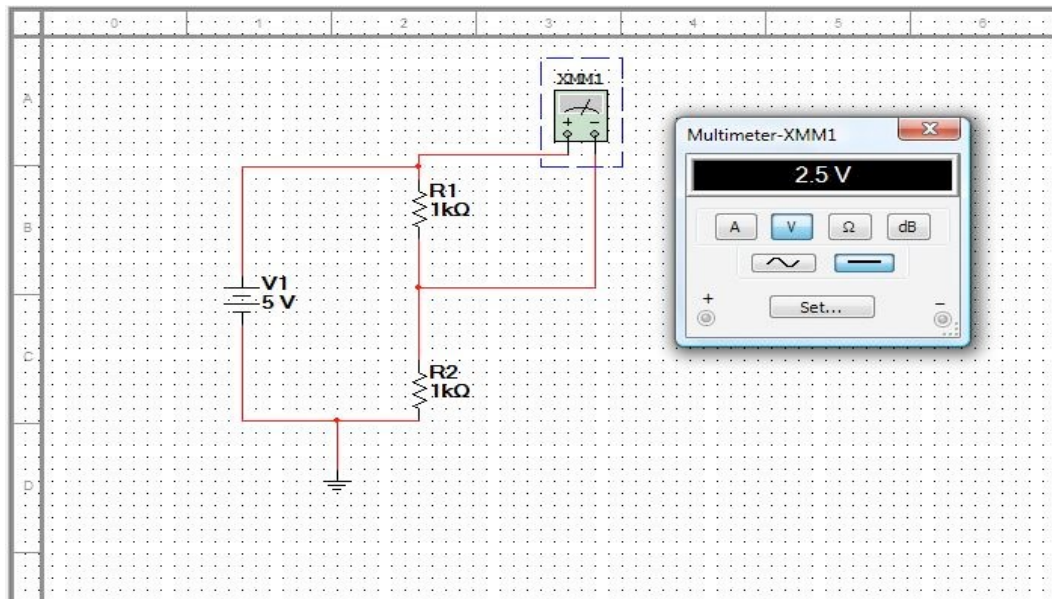 0 1 2 3 4 5 6
A
B
C
D
XMM1
+ −
R1
1kΩ
V1
5 V
R2
1kΩ
Multimeter-XMM1
2.5 V
A V Ω dB
+ Set... −